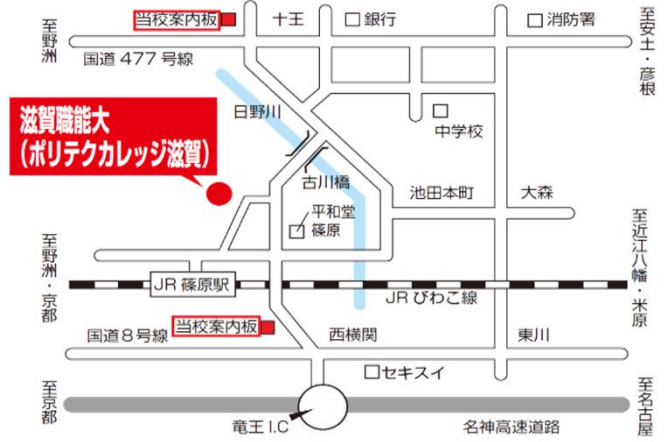 当校案内板
十王
銀行
消防署
至野洲
至安土・彦根
国道477号線
滋賀職能大
(ポリテクカレッジ滋賀)
日野川
中学校
古川橋
池田本町
大森
平和堂
篠原
至野洲・京都
至近江八幡・米原
JR篠原駅
JRびわこ線
当校案内板
国道8号線
西横関
東川
セキスイ
至京都
至名古屋
竜王I.C
名神高速道路